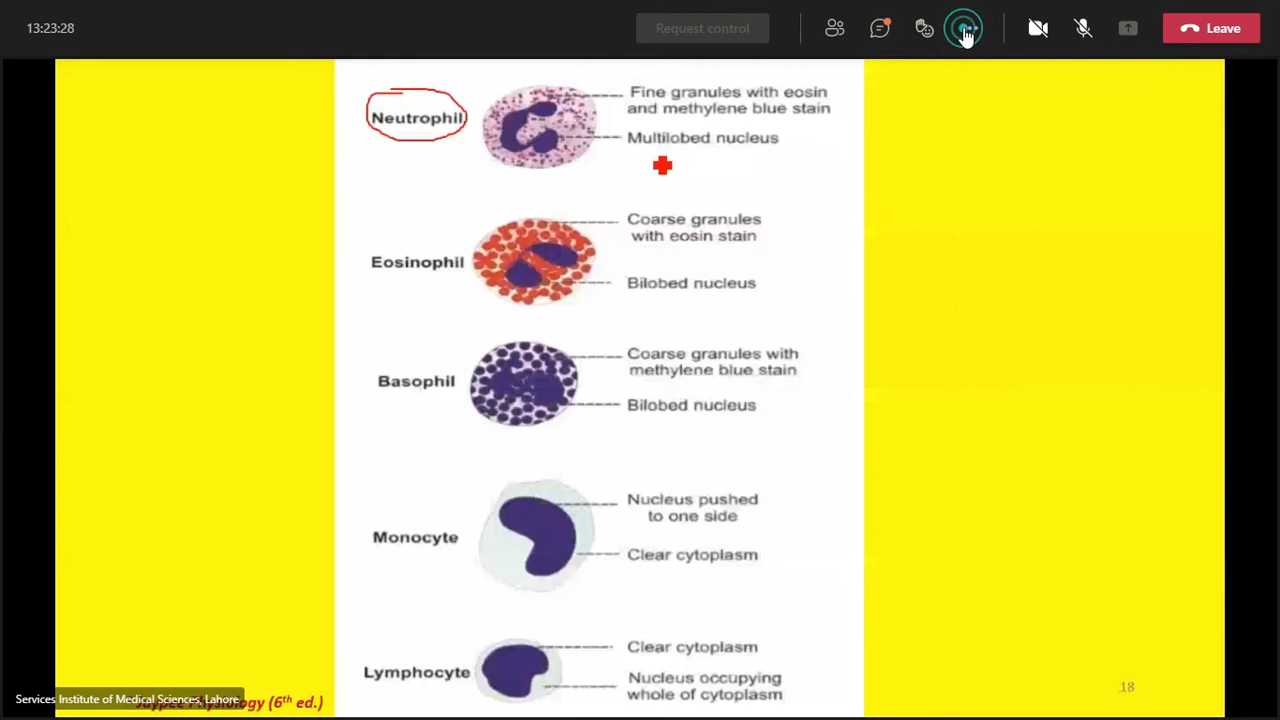 13:23:28
Request control
Leave
Neutrophil
Fine granules with eosin
and methylene blue stain
Multilobed nucleus
Eosinophil
Coarse granules
with eosin stain
Bilobed nucleus
Basophil
Coarse granules with
methylene blue stain
Bilobed nucleus
Monocyte
Nucleus pushed
to one side
Clear cytoplasm
Lymphocyte
Clear cytoplasm
Nucleus occupying
whole of cytoplasm
Services Institute of Medical Sciences, Lahore
Jaypee Physiology (6th ed.)
18